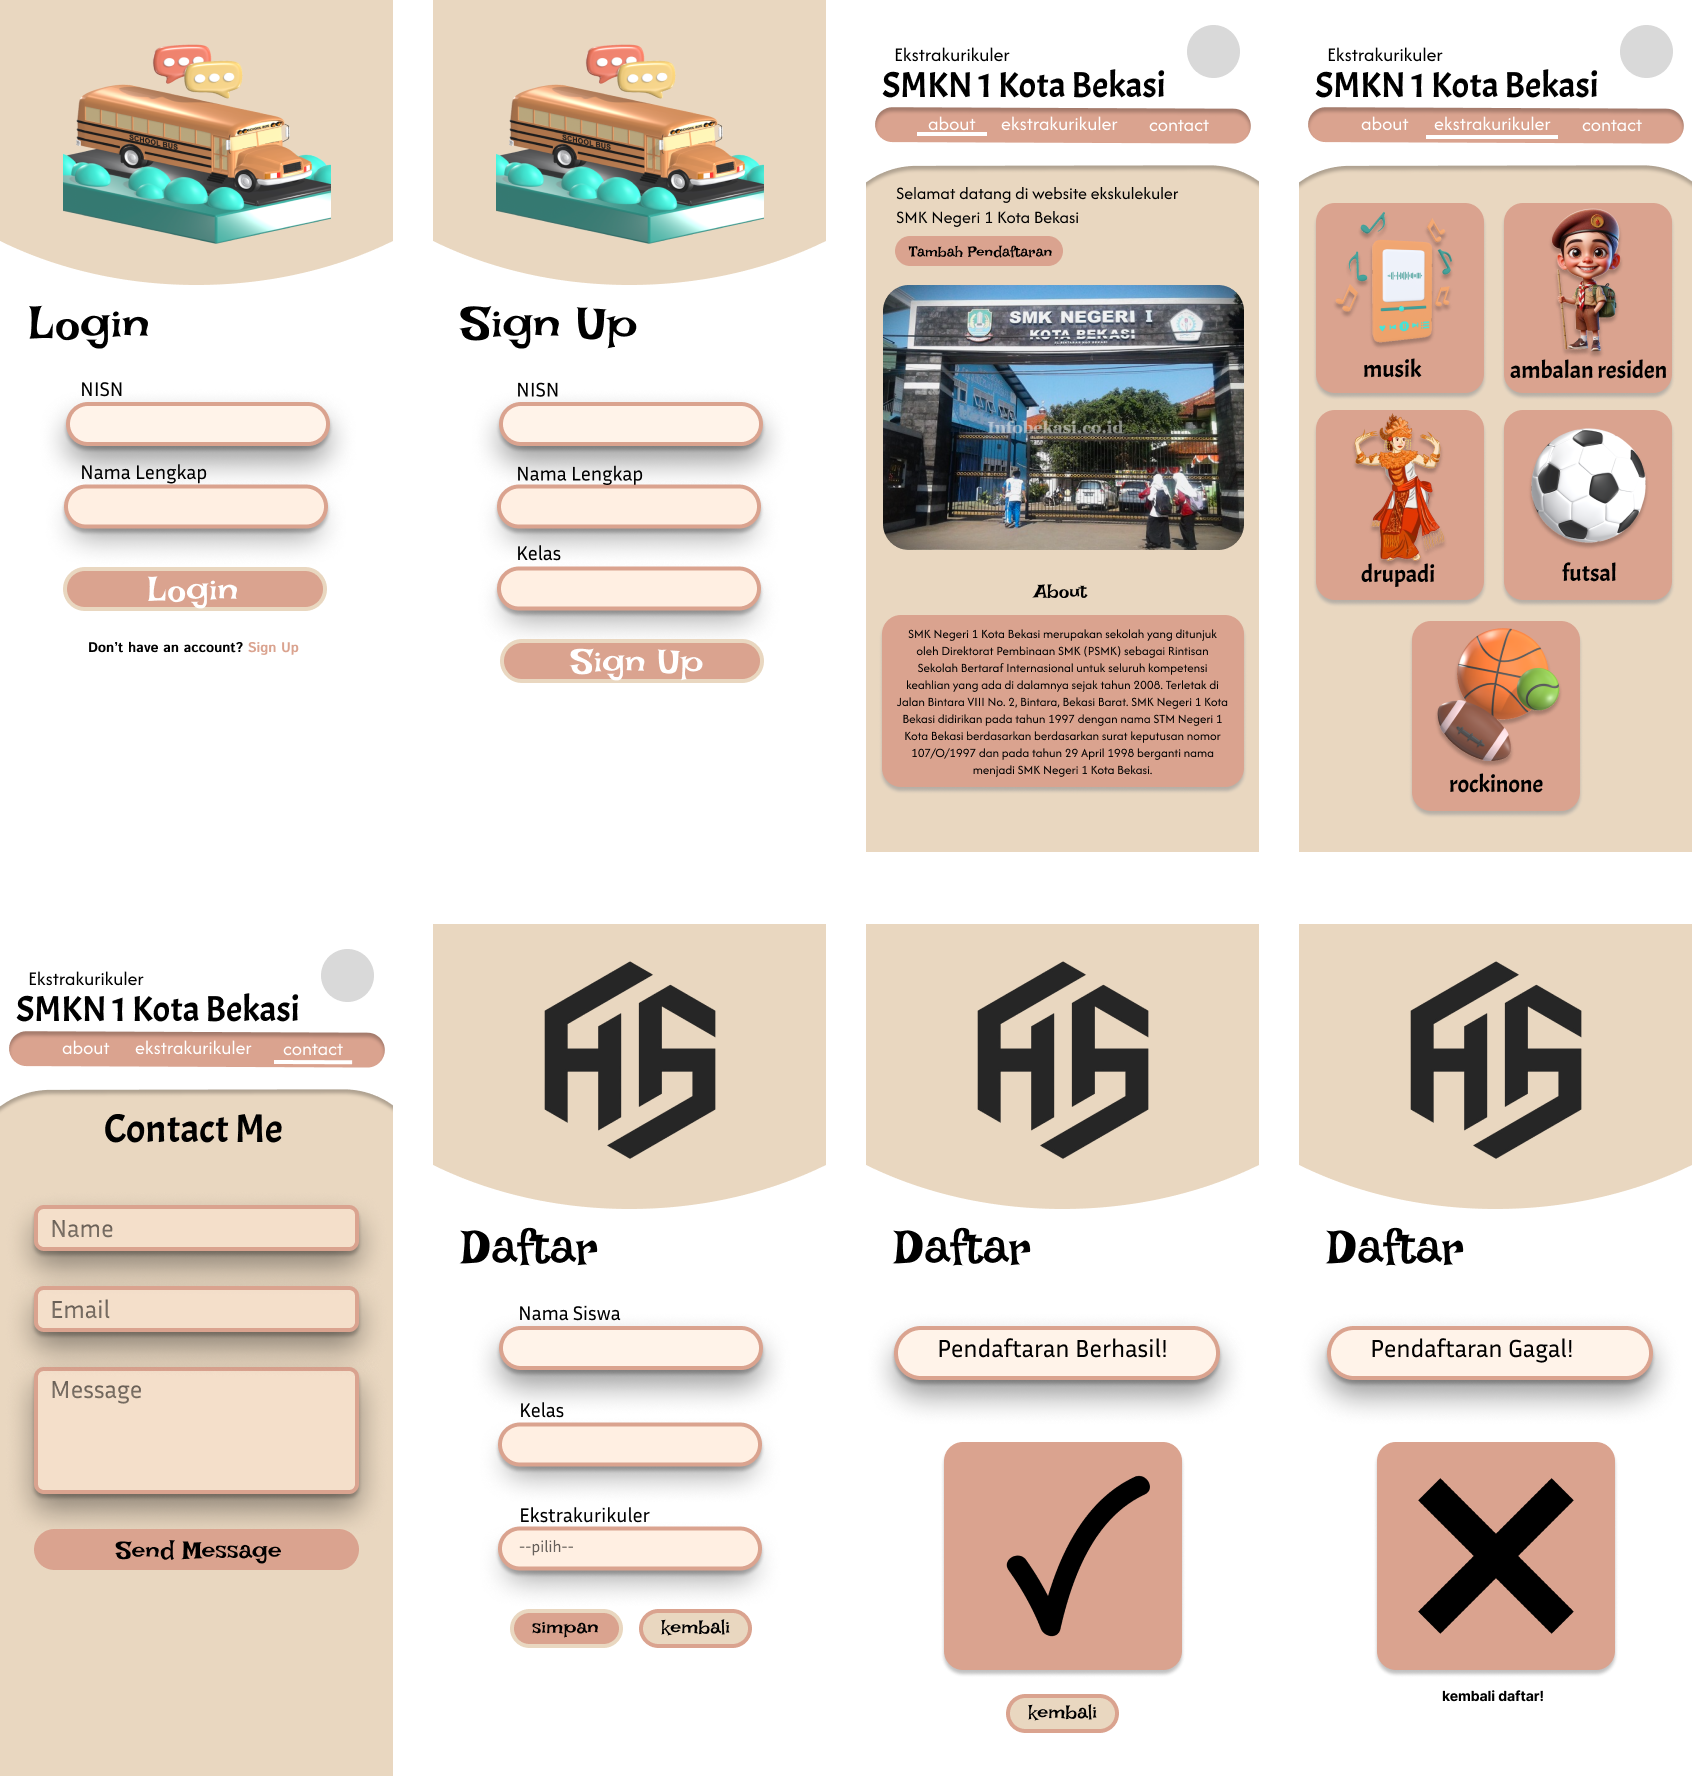 SCHOOL BUS
Login
NISN
Nama Lengkap
Login
Don't have an account? Sign Up
SCHOOL BUS
Sign Up
NISN
Nama Lengkap
Kelas
Sign Up
Ekstrakurikuler
SMKN 1 Kota Bekasi
about ekstrakurikuler contact
Selamat datang di website ekskulekuler
SMK Negeri 1 Kota Bekasi
Tambah Pendaftaran
SMK NEGERI 1
KOTA BEKASI
Infobekasi.co.id
About
SMK Negeri 1 Kota Bekasi merupakan sekolah yang ditunjuk
oleh Direktorat Pembinaan SMK (PSMK) sebagai Rintisan
Sekolah Bertaraf Internasional untuk seluruh kompetensi
keahlian yang ada di dalamnya sejak tahun 2008. Terletak di
Jalan Bintara VIII No. 2, Bintara, Bekasi Barat. SMK Negeri 1 Kota
Bekasi didirikan pada tahun 1997 dengan nama STM Negeri 1
Kota Bekasi berdasarkan berdasarkan surat keputusan nomor
107/O/1997 dan pada tahun 29 April 1998 berganti nama
menjadi SMK Negeri 1 Kota Bekasi.
Ekstrakurikuler
SMKN 1 Kota Bekasi
about ekstrakurikuler contact
musik
ambalan residen
drupadi
futsal
rockinone
Ekstrakurikuler
SMKN 1 Kota Bekasi
about ekstrakurikuler contact
Contact Me
Name
Email
Message
Send Message
Daftar
Nama Siswa
Kelas
Ekstrakurikuler
--pilih--
simpan kembali
Daftar
Pendaftaran Berhasil!
kembali
Daftar
Pendaftaran Gagal!
kembali daftar!